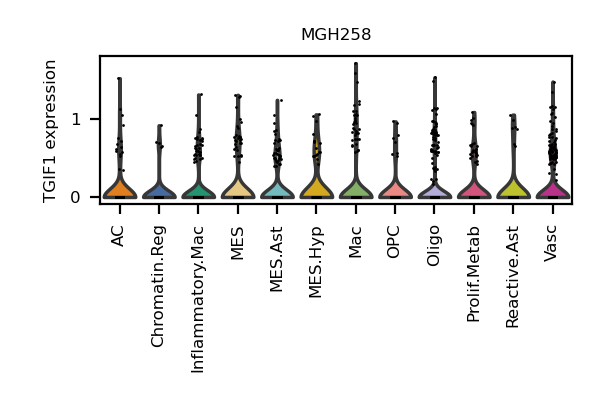 MGH258
TGIF1 expression
1
0
AC
Chromatin.Reg
Inflammatory.Mac
MES
MES.Ast
MES.Hyp
Mac
OPC
Oligo
Prolif.Metab
Reactive.Ast
Vasc